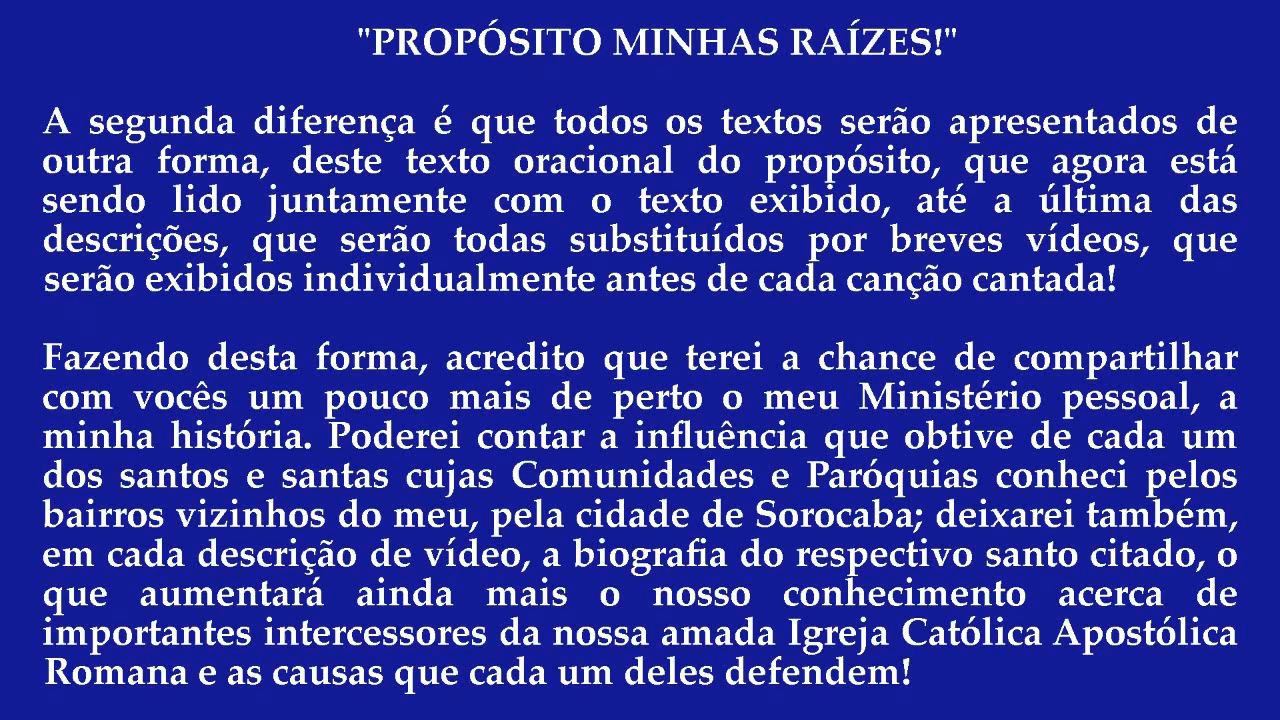 "PROPÓSITO MINHAS RAÍZES!"
A segunda diferença é que todos os textos serão apresentados de
outra forma, deste texto oracional do propósito, que agora está
sendo lido juntamente com o texto exibido, até a última das
descrições, que serão todas substituídos por breves vídeos, que
serão exibidos individualmente antes de cada canção cantada!
Fazendo desta forma, acredito que terei a chance de compartilhar
com vocês um pouco mais de perto o meu Ministério pessoal, a
minha história. Poderei contar a influência que obtive de cada um
dos santos e santas cujas Comunidades e Paróquias conheci pelos
bairros vizinhos do meu, pela cidade de Sorocaba; deixarei também,
em cada descrição de vídeo, a biografia do respectivo santo citado, o
que aumentará ainda mais o nosso conhecimento acerca de
importantes intercessores da nossa amada Igreja Católica Apostólica
Romana e as causas que cada um deles defendem!